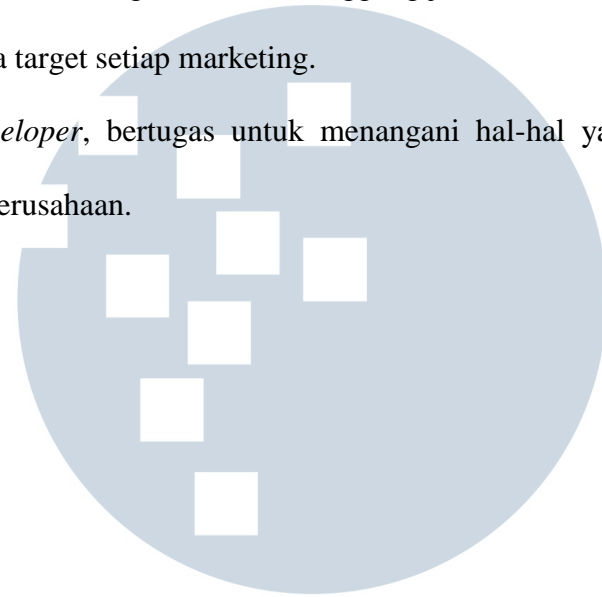 a target setiap marketing.
eloper, bertugas untuk menangani hal-hal ya
erusahaan.